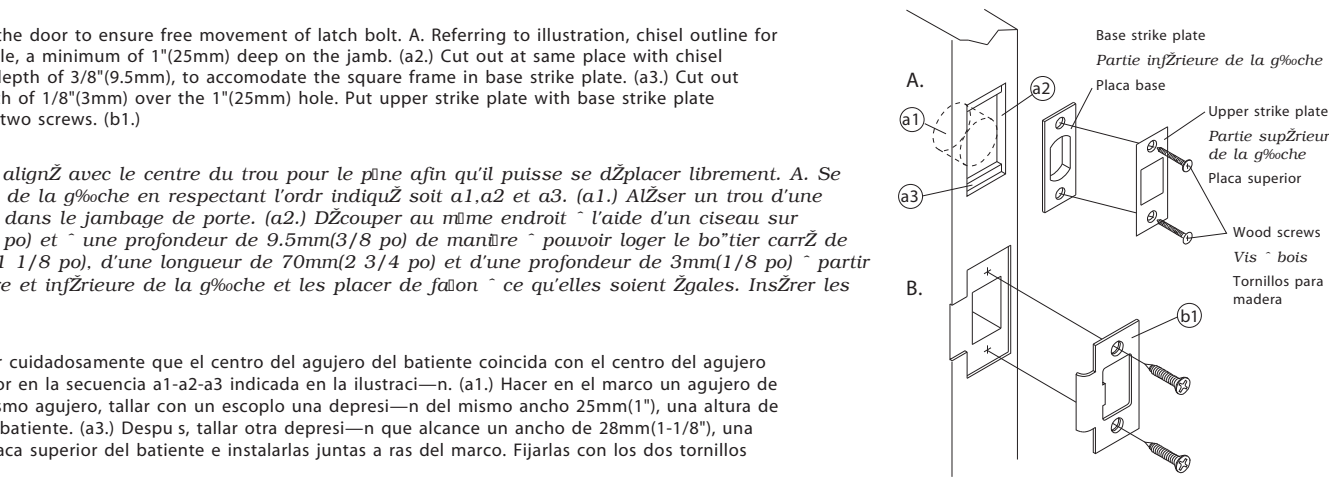 the door to ensure free movement of latch bolt. A. Referring to illustration, chisel outline for
le, a minimum of 1"(25mm) deep on the jamb. (a2.) Cut out at same place with chisel
depth of 3/8"(9.5mm), to accomodate the square frame in base strike plate. (a3.) Cut out
th of 1/8"(3mm) over the 1"(25mm) hole. Put upper strike plate with base strike plate
two screws. (b1.)
alignŽ avec le centre du trou pour le p▯ne afin qu'il puisse se dŽplacer librement. A. Se
de la g‰che en respectant l'ordr indiquŽ soit a1,a2 et a3. (a1.) AlŽser un trou d'une
dans le jambage de porte. (a2.) DŽcouper au m▯me endroit ˆ l'aide d'un ciseau sur
po) et ˆ une profondeur de 9.5mm(3/8 po) de mani▯re ˆ pouvoir loger le bo”tier carrŽ de
1 1/8 po), d'une longueur de 70mm(2 3/4 po) et d'une profondeur de 3mm(1/8 po) ˆ partir
re et infŽrieure de la g‰che et les placer de fa▯on ˆ ce qu'elles soient Žgales. InsŽrer les
r cuidadosamente que el centro del agujero del batiente coincida con el centro del agujero
or en la secuencia a1-a2-a3 indicada en la ilustraci—n. (a1.) Hacer en el marco un agujero de
smo agujero, tallar con un escoplo una depresi—n del mismo ancho 25mm(1"), una altura de
batiente. (a3.) Despu s, tallar otra depresi—n que alcance un ancho de 28mm(1-1/8"), una
aca superior del batiente e instalarlas juntas a ras del marco. Fijarlas con los dos tornillos
A.
a1
a2
a3
Base strike plate
Partie infŽrieure de la g‰oche
Placa base
Upper strike plate
Partie supŽrieur
de la g‰che
Placa superior
Wood screws
Vis ˆ bois
Tornillos para
madera
B.
b1